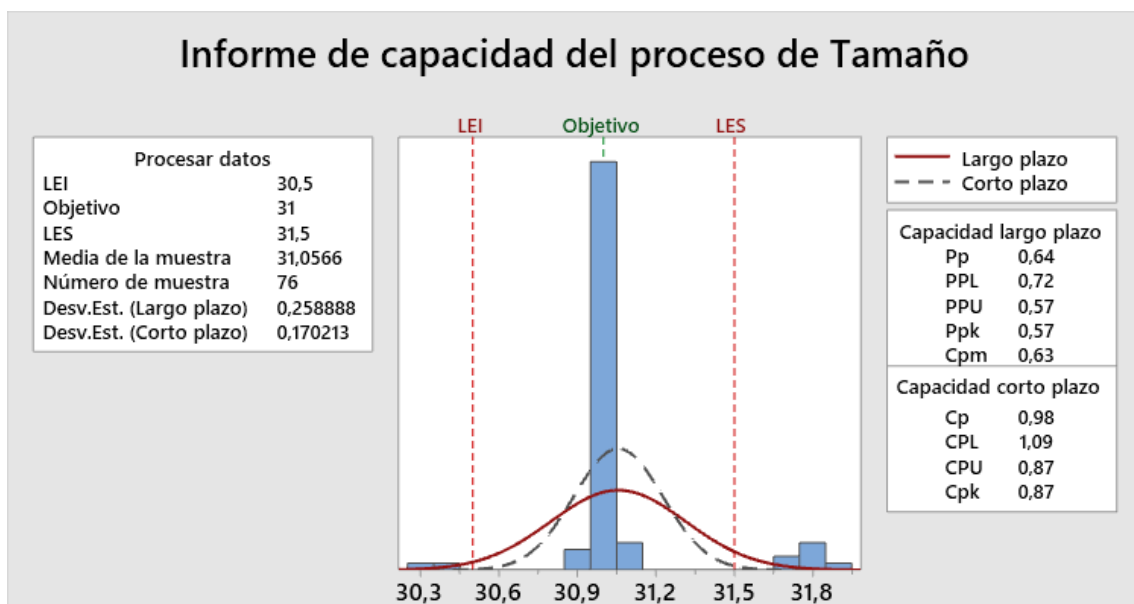 Informe de capacidad del proceso de Tamaño
LEI Objetivo LES
Procesar datos
LEI 30,5
Objetivo 31
LES 31,5
Media de la muestra 31,0566
Número de muestra 76
Desv.Est. (Largo plazo) 0,258888
Desv.Est. (Corto plazo) 0,170213
Largo plazo
Corto plazo
Capacidad largo plazo
Pp 0,64
PPL 0,72
PPU 0,57
Ppk 0,57
Cpm 0,63
Capacidad corto plazo
Cp 0,98
CPL 1,09
CPU 0,87
Cpk 0,87
30,3 30,6 30,9 31,2 31,5 31,8